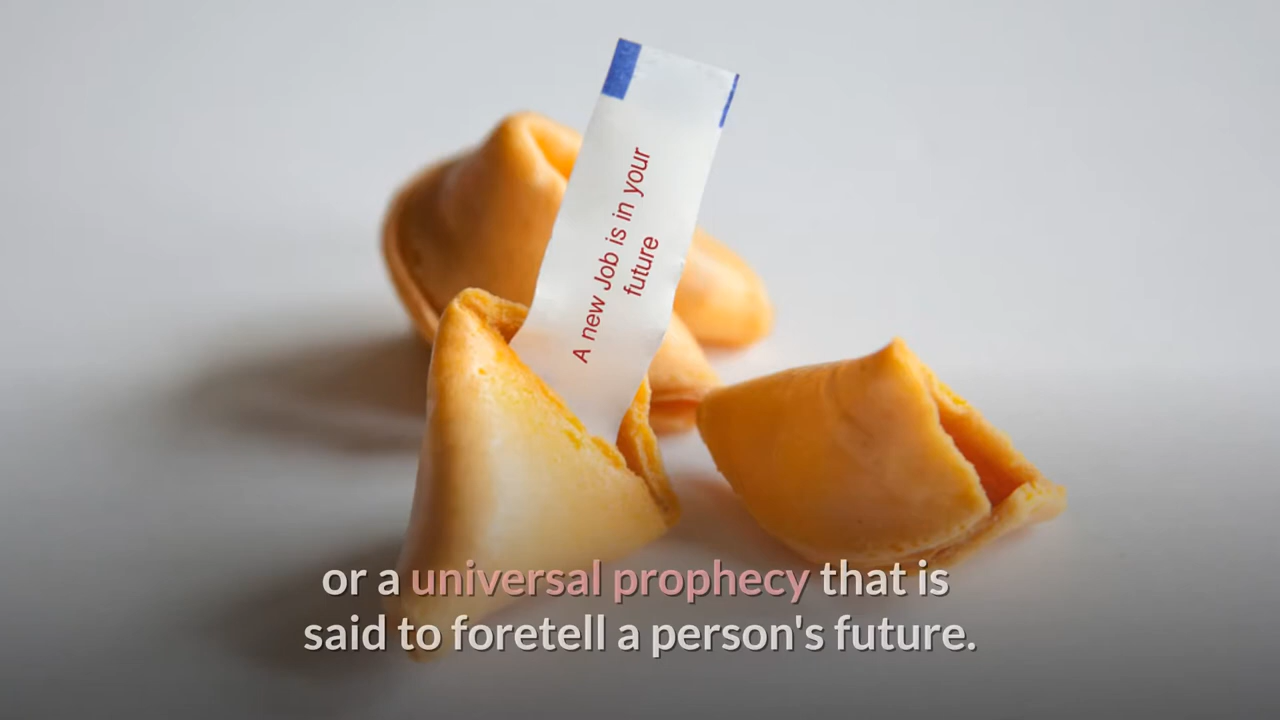 A new Job is in your
future
or a universal prophecy that is
said to foretell a person's future.